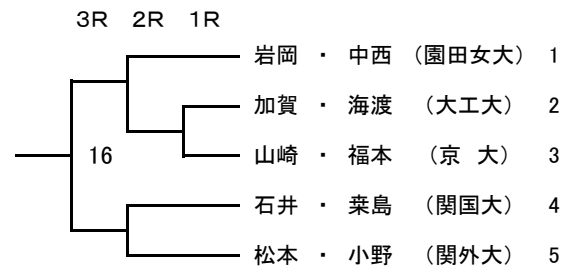 3R 2R 1R
岩岡 ・ 中西 (園田女大) 1
加賀 ・ 海渡 (大工大) 2
16
山崎 ・ 福本 (京 大) 3
石井 ・ 桒島 (関国大) 4
松本 ・ 小野 (関外大) 5